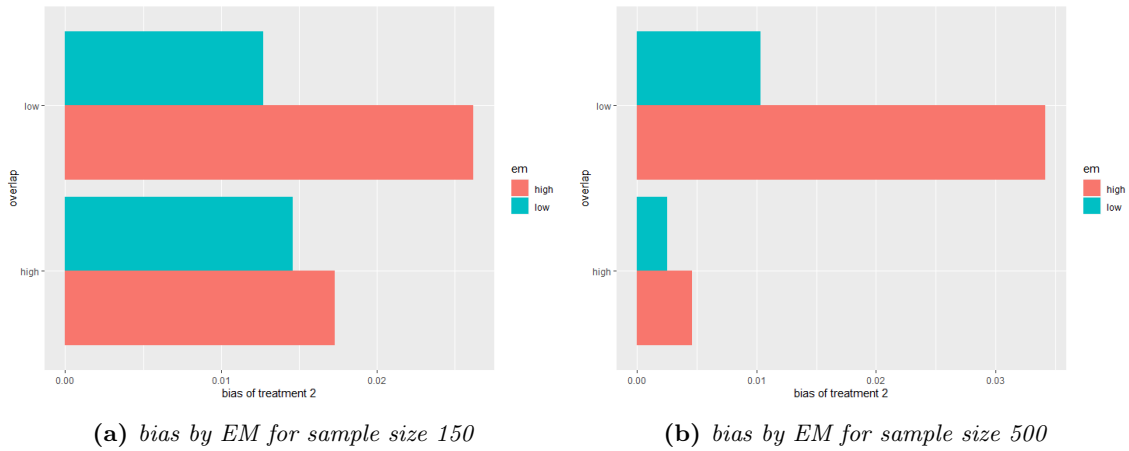 low
high
overlap
0.00
0.01
0.02
bias of treatment 2
em
high
low
(a) bias by EM for sample size 150
low
high
overlap
0.00
0.01
0.02
0.03
bias of treatment 2
em
high
low
(b) bias by EM for sample size 500